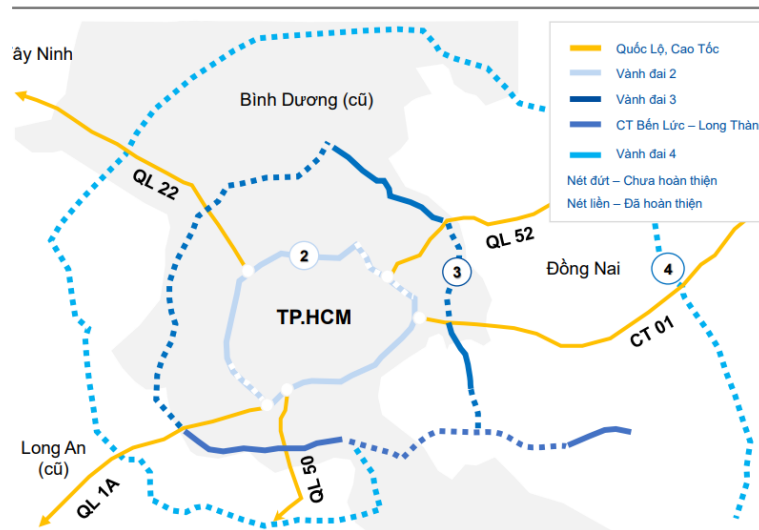 ây Ninh
Bình Dương (cũ)
Quốc Lộ, Cao Tốc
Vành đai 2
Vành đai 3
CT Bến Lức – Long Thàn
Vành đai 4
Nét đứt – Chưa hoàn thiện
Nét liền – Đã hoàn thiện
QL 22
2
QL 52
3
Đồng Nai
4
TP.HCM
CT 01
Long An
(cũ)
QL 1A
QL 50